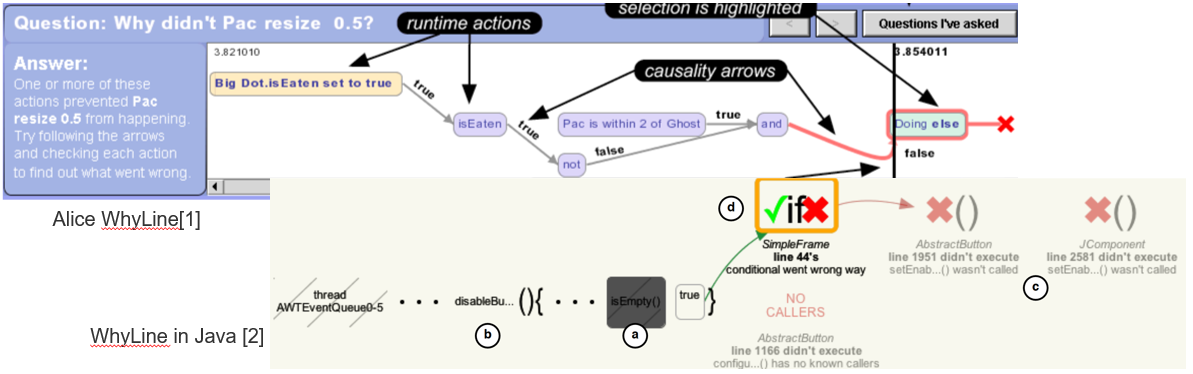 Question: Why didn't Pac resize 0.5?
runtime actions
selection is highlighted
<
>
Questions I've asked
Answer:
One or more of these
actions prevented Pac
resize 0.5 from happening.
Try following the arrows
and checking each action
to find out what went wrong.
3.821010
3.854011
Big Dot.isEaten set to true
true
causality arrows
isEaten
true
Pac is within 2 of Ghost
true
and
Doing else
not
false
false
Alice WhyLine[1]
d
if
SimpleFrame
line 44's
conditional went wrong way
()
AbstractButton
line 1951 didn't execute
setEnab...() wasn't called
()
JComponent
line 2581 didn't execute
setEnab...() wasn't called
c
thread
AWTEventQueue0-5
• • •
disableBu...
(){
• • •
isEmpty()
true
}
b
a
NO
CALLERS
AbstractButton
line 1166 didn't execute
configu...() has no known callers
WhyLine in Java [2]